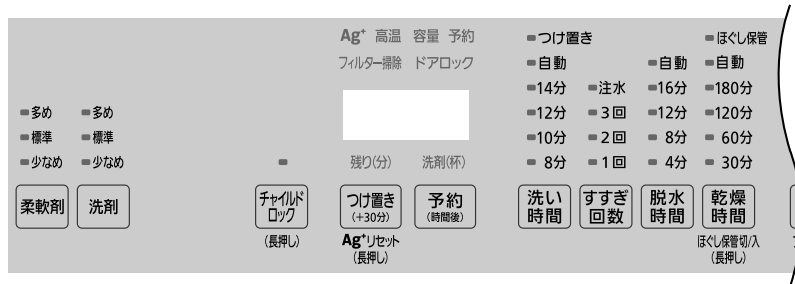 Ag⁺ 高温 容量 予約 つけ置き ほぐし保管
フィルター掃除 ドアロック 自動 自動 自動
14分 注水 16分 180分
多め 多め 12分 3回 12分 120分
標準 標準 10分 2回 8分 60分
少なめ 少なめ 残り(分) 洗剤(杯) 8分 1回 4分 30分
柔軟剤 洗剤 チャイルド つけ置き 予約 洗い すすぎ 脱水 乾燥
ロック (+30分) (時間後) 時間 回数 時間 時間
(長押し) Ag⁺リセット ほぐし保管切/入
(長押し) (長押し)